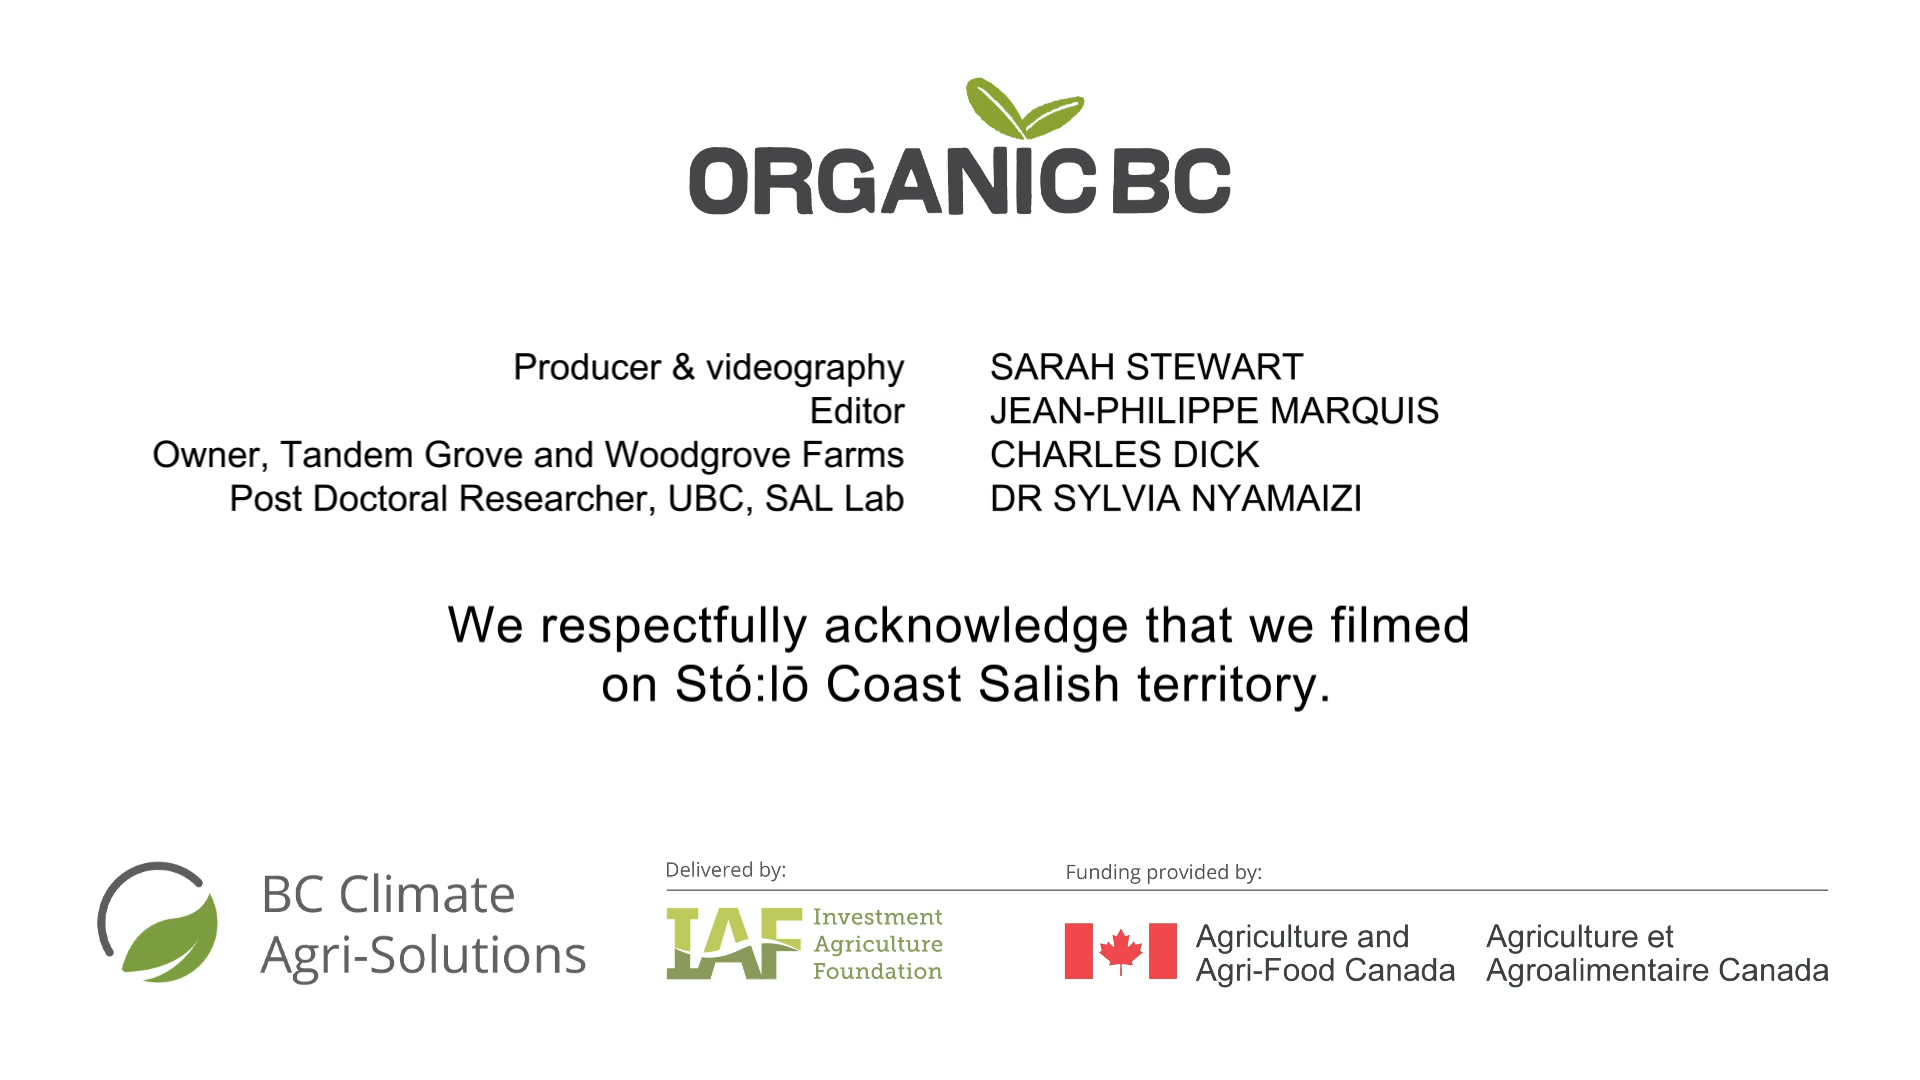 ORGANIC BC
Producer & videography SARAH STEWART
Editor JEAN-PHILIPPE MARQUIS
Owner, Tandem Grove and Woodgrove Farms CHARLES DICK
Post Doctoral Researcher, UBC, SAL Lab DR SYLVIA NYAMAIZI
We respectfully acknowledge that we filmed
on Stó:lō Coast Salish territory.
BC Climate
Agri-Solutions
Delivered by:
IAF
Investment
Agriculture
Foundation
Funding provided by:
Agriculture and
Agri-Food Canada
Agriculture et
Agroalimentaire Canada